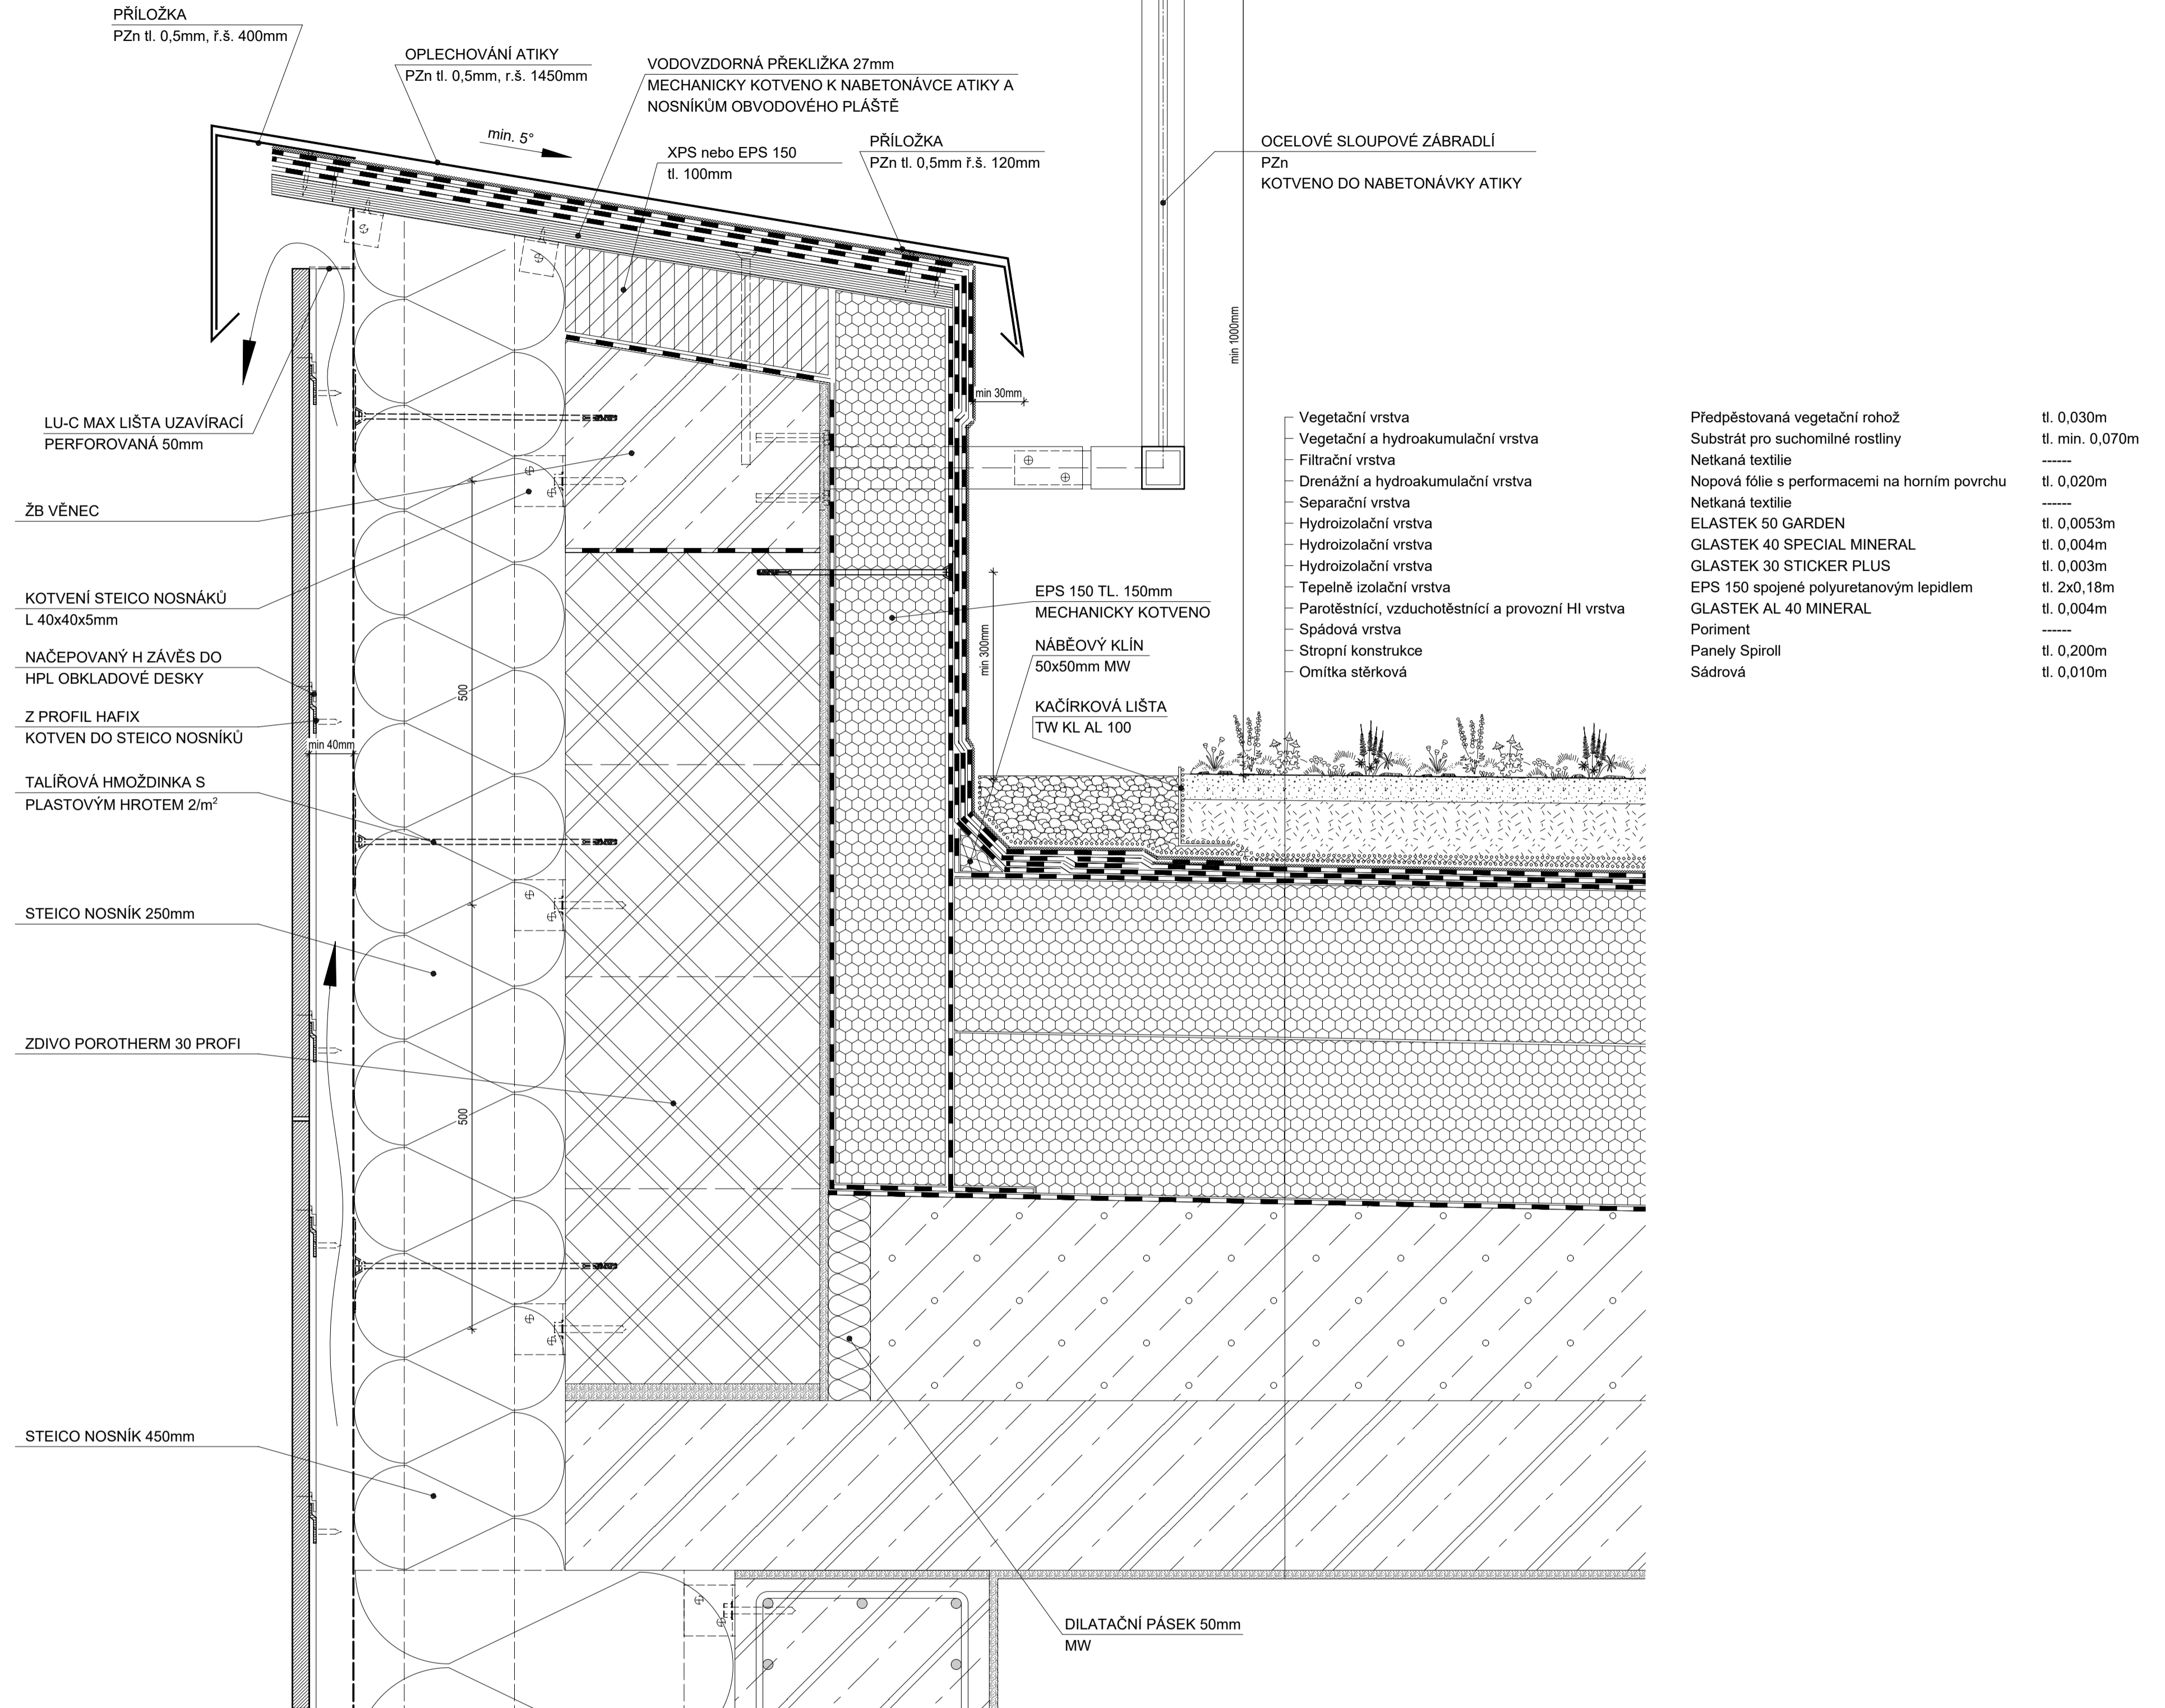 PŘÍLOŽKA
PZn tl. 0,5mm, ř.š. 400mm
OPLECHOVÁNÍ ATIKY
PZn tl. 0,5mm, r.š. 1450mm
VODOVZDORNÁ PŘEKLIŽKA 27mm
MECHANICKY KOTVENO K NABETONÁVCE ATIKY A
NOSNÍKŮM OBVODOVÉHO PLÁŠTĚ
min. 5°
XPS nebo EPS 150
tl. 100mm
PŘÍLOŽKA
PZn tl. 0,5mm ř.š. 120mm
OCELOVÉ SLOUPOVÉ ZÁBRADLÍ
PZn
KOTVENO DO NABETONÁVKY ATIKY
min 1000mm
min 30mm
LU-C MAX LIŠTA UZAVÍRACÍ
PERFOROVANÁ 50mm
ŽB VĚNEC
KOTVENÍ STEICO NOSNÁKŮ
L 40x40x5mm
NAČEPOVANÝ H ZÁVĚS DO
HPL OBKLADOVÉ DESKY
Z PROFIL HAFIX
KOTVEN DO STEICO NOSNÍKŮ
min 40mm
TALÍŘOVÁ HMOŽDINKA S
PLASTOVÝM HROTEM 2/m²
STEICO NOSNÍK 250mm
ZDIVO POROTHERM 30 PROFI
STEICO NOSNÍK 450mm
500
500
min 300mm
EPS 150 TL. 150mm
MECHANICKY KOTVENO
NÁBĚOVÝ KLÍN
50x50mm MW
KAČÍRKOVÁ LIŠTA
TW KL AL 100
Vegetační vrstva Předpěstovaná vegetační rohož tl. 0,030m
Vegetační a hydroakumulační vrstva Substrát pro suchomilné rostliny tl. min. 0,070m
Filtrační vrstva Netkaná textilie ------
Drenážní a hydroakumulační vrstva Nopová fólie s performacemi na horním povrchu tl. 0,020m
Separační vrstva Netkaná textilie ------
Hydroizolační vrstva ELASTEK 50 GARDEN tl. 0,0053m
Hydroizolační vrstva GLASTEK 40 SPECIAL MINERAL tl. 0,004m
Hydroizolační vrstva GLASTEK 30 STICKER PLUS tl. 0,003m
Tepelně izolační vrstva EPS 150 spojené polyuretanovým lepidlem tl. 2x0,18m
Parotěstnící, vzduchotěstnící a provozní HI vrstva GLASTEK AL 40 MINERAL tl. 0,004m
Spádová vrstva Poriment ------
Stropní konstrukce Panely Spiroll tl. 0,200m
Omítka stěrková Sádrová tl. 0,010m
DILATAČNÍ PÁSEK 50mm
MW